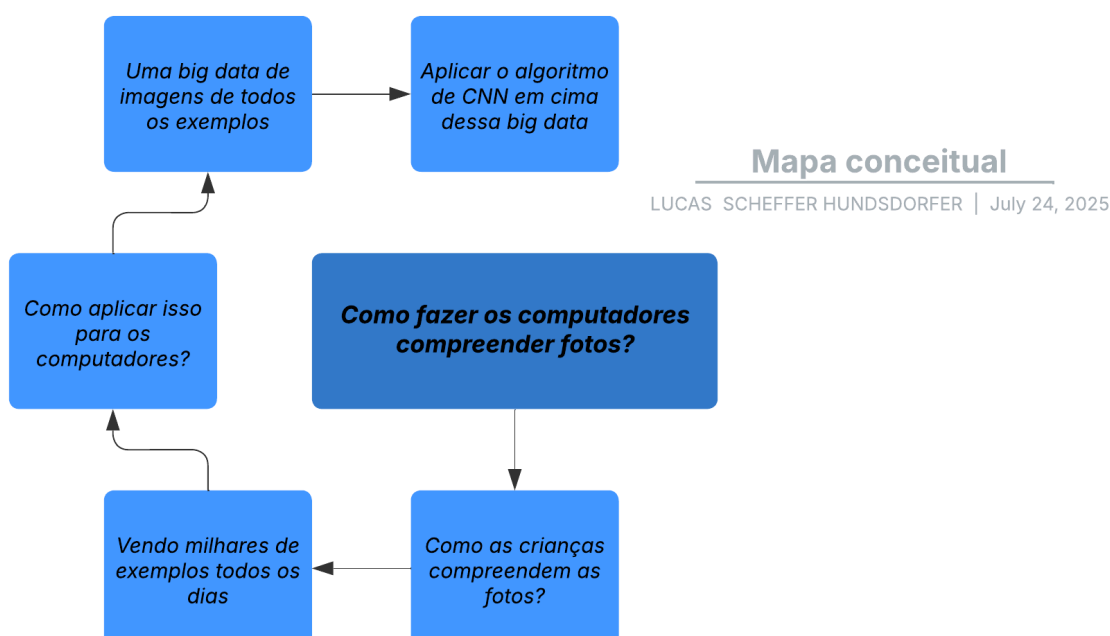 Uma big data de
imagens de todos
os exemplos
Aplicar o algoritmo
de CNN em cima
dessa big data
Mapa conceitual
LUCAS SCHEFFER HUNDSDORFER | July 24, 2025
Como aplicar isso
para os
computadores?
Como fazer os computadores
compreender fotos?
Vendo milhares de
exemplos todos os
dias
Como as crianças
compreendem as
fotos?